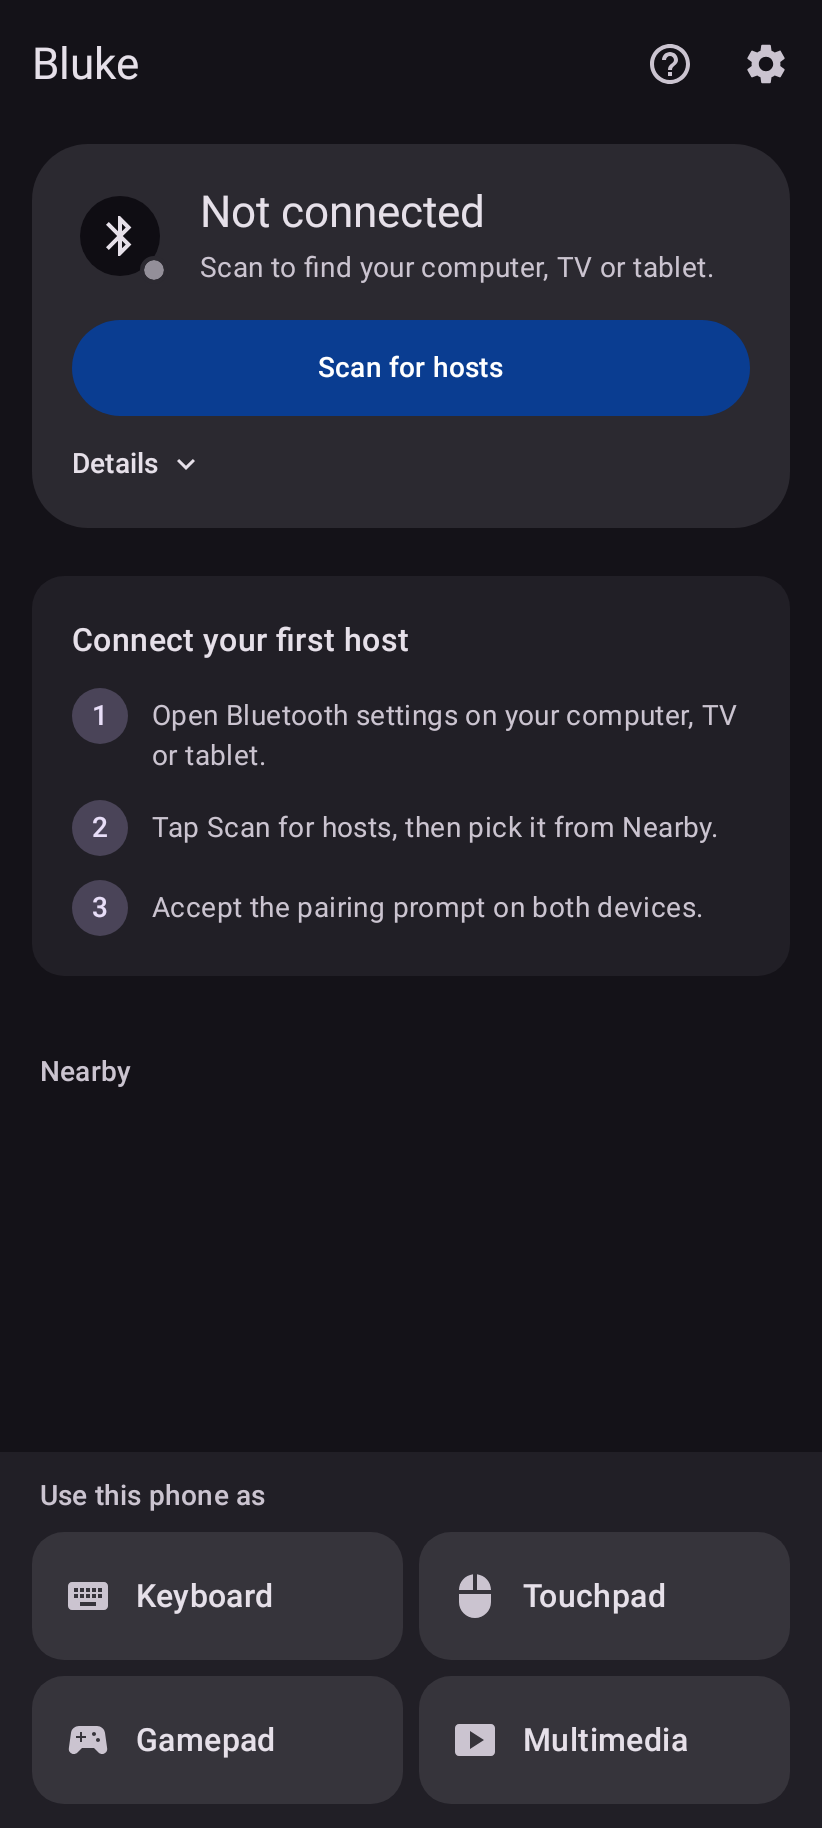 Bluke
Not connected
Scan to find your computer, TV or tablet.
Scan for hosts
Details
Connect your first host
1
Open Bluetooth settings on your computer, TV
or tablet.
2
Tap Scan for hosts, then pick it from Nearby.
3
Accept the pairing prompt on both devices.
Nearby
Use this phone as
Keyboard
Touchpad
Gamepad
Multimedia